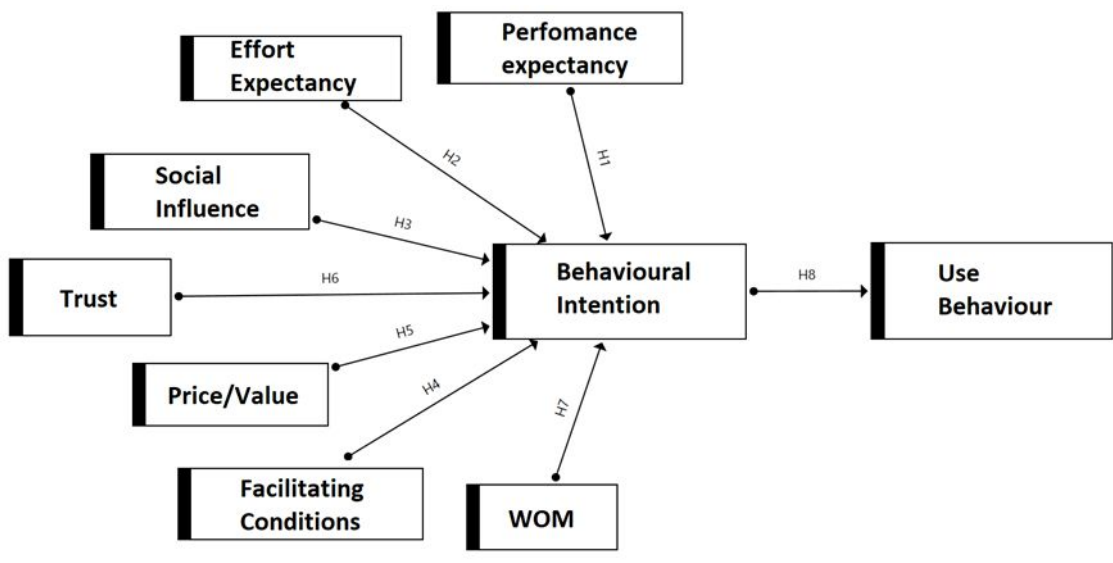 Perfomance
expectancy
Effort
Expectancy
H2
H1
Social
Influence
H3
Trust
H6
Behavioural
Intention
H8
Use
Behaviour
H5
Price/Value
H4
H7
Facilitating
Conditions
WOM